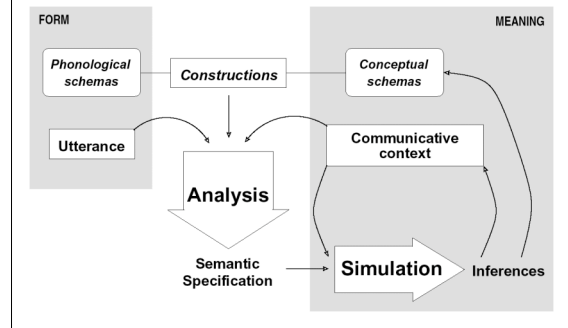 FORM
MEANING
Phonological
schemas
Constructions
Conceptual
schemas
Utterance
Communicative
context
Analysis
Semantic
Specification
Simulation
Inferences